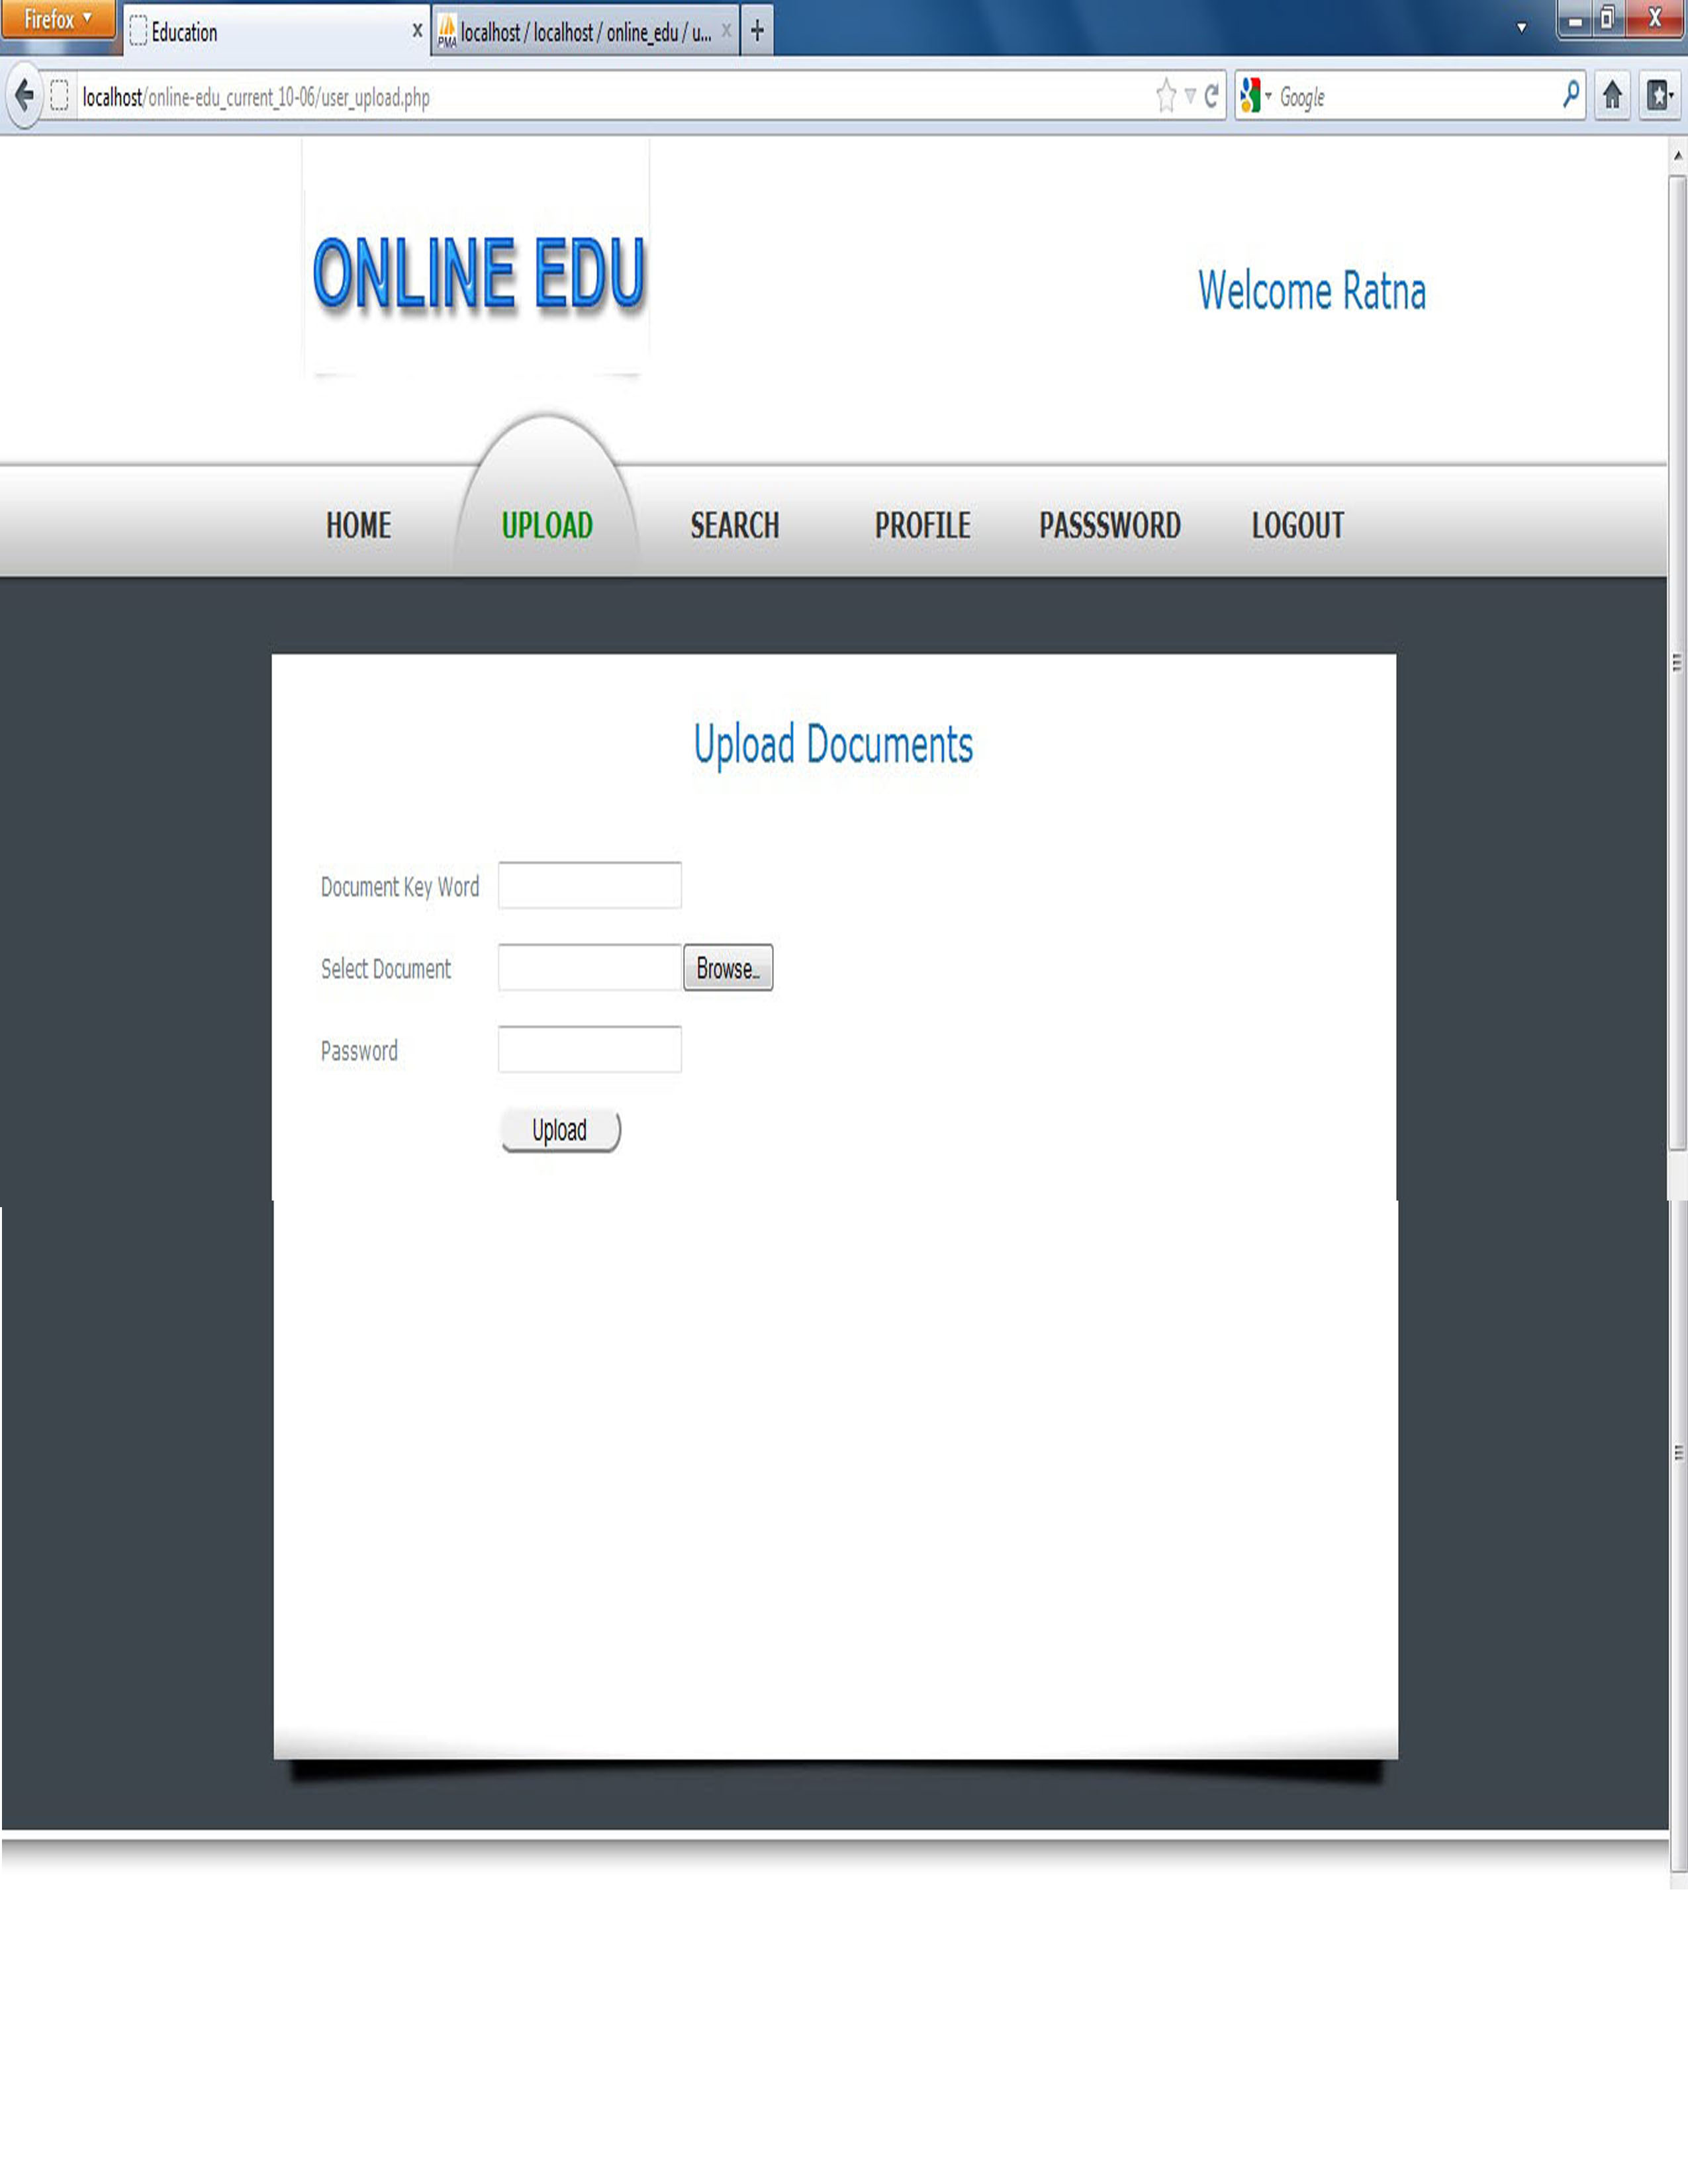 Firefox
Education
localhost / localhost / online_edu / u...
PMA
localhost/online-edu_current_10-06/user_upload.php
Google
ONLINE EDU
Welcome Ratna
HOME UPLOAD SEARCH PROFILE PASSSWORD LOGOUT
Upload Documents
Document Key Word
Select Document Browse...
Password
Upload